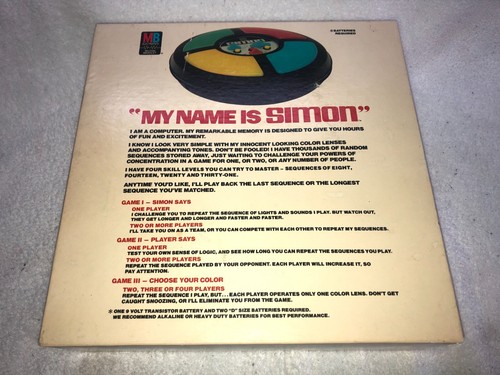 MB
3 BATTERIES
REQUIRED
"MY NAME IS SIMON."
I AM A COMPUTER. MY REMARKABLE MEMORY IS DESIGNED TO GIVE YOU HOURS
OF FUN AND EXCITEMENT.
I KNOW I LOOK VERY SIMPLE WITH MY INNOCENT LOOKING COLOR LENSES
AND ACCOMPANYING TONES. DON'T BE FOOLED! I HAVE THOUSANDS OF RANDOM
SEQUENCES STORED AWAY, JUST WAITING TO CHALLENGE YOUR POWERS OF
CONCENTRATION IN A GAME FOR ONE, OR TWO, OR ANY NUMBER OF PEOPLE.
I HAVE FOUR SKILL LEVELS YOU CAN TRY TO MASTER – SEQUENCES OF EIGHT,
FOURTEEN, TWENTY AND THIRTY-ONE.
ANYTIME YOU'D LIKE, I'LL PLAY BACK THE LAST SEQUENCE OR THE LONGEST
SEQUENCE YOU'VE MATCHED.
GAME I – SIMON SAYS
ONE PLAYER
I CHALLENGE YOU TO REPEAT THE SEQUENCE OF LIGHTS AND SOUNDS I PLAY. BUT WATCH OUT,
THEY GET LONGER AND LONGER AND FASTER AND FASTER.
TWO OR MORE PLAYERS
I'LL TAKE YOU ON AS A TEAM, OR YOU CAN COMPETE WITH EACH OTHER TO REPEAT MY SEQUENCES.
GAME II – PLAYER SAYS
ONE PLAYER
TEST YOUR OWN SENSE OF LOGIC, AND SEE HOW LONG YOU CAN REPEAT THE SEQUENCES YOU PLAY.
TWO OR MORE PLAYERS
REPEAT THE SEQUENCE PLAYED BY YOUR OPPONENT. EACH PLAYER WILL INCREASE IT, SO
PAY ATTENTION.
GAME III – CHOOSE YOUR COLOR
TWO, THREE OR FOUR PLAYERS
REPEAT THE SEQUENCE I PLAY, BUT... EACH PLAYER OPERATES ONLY ONE COLOR LENS. DON'T GET
CAUGHT SNOOZING, OR I'LL ELIMINATE YOU FROM THE GAME.
ONE 9 VOLT TRANSISTOR BATTERY AND TWO "D" SIZE BATTERIES REQUIRED.
WE RECOMMEND ALKALINE OR HEAVY DUTY BATTERIES FOR BEST PERFORMANCE.